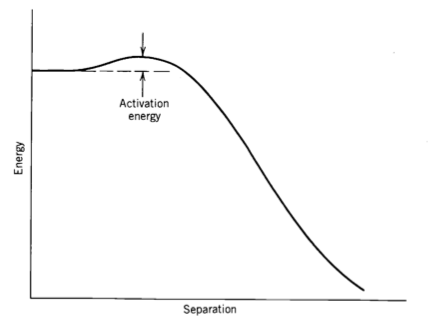 Activation
energy
Energy
Separation